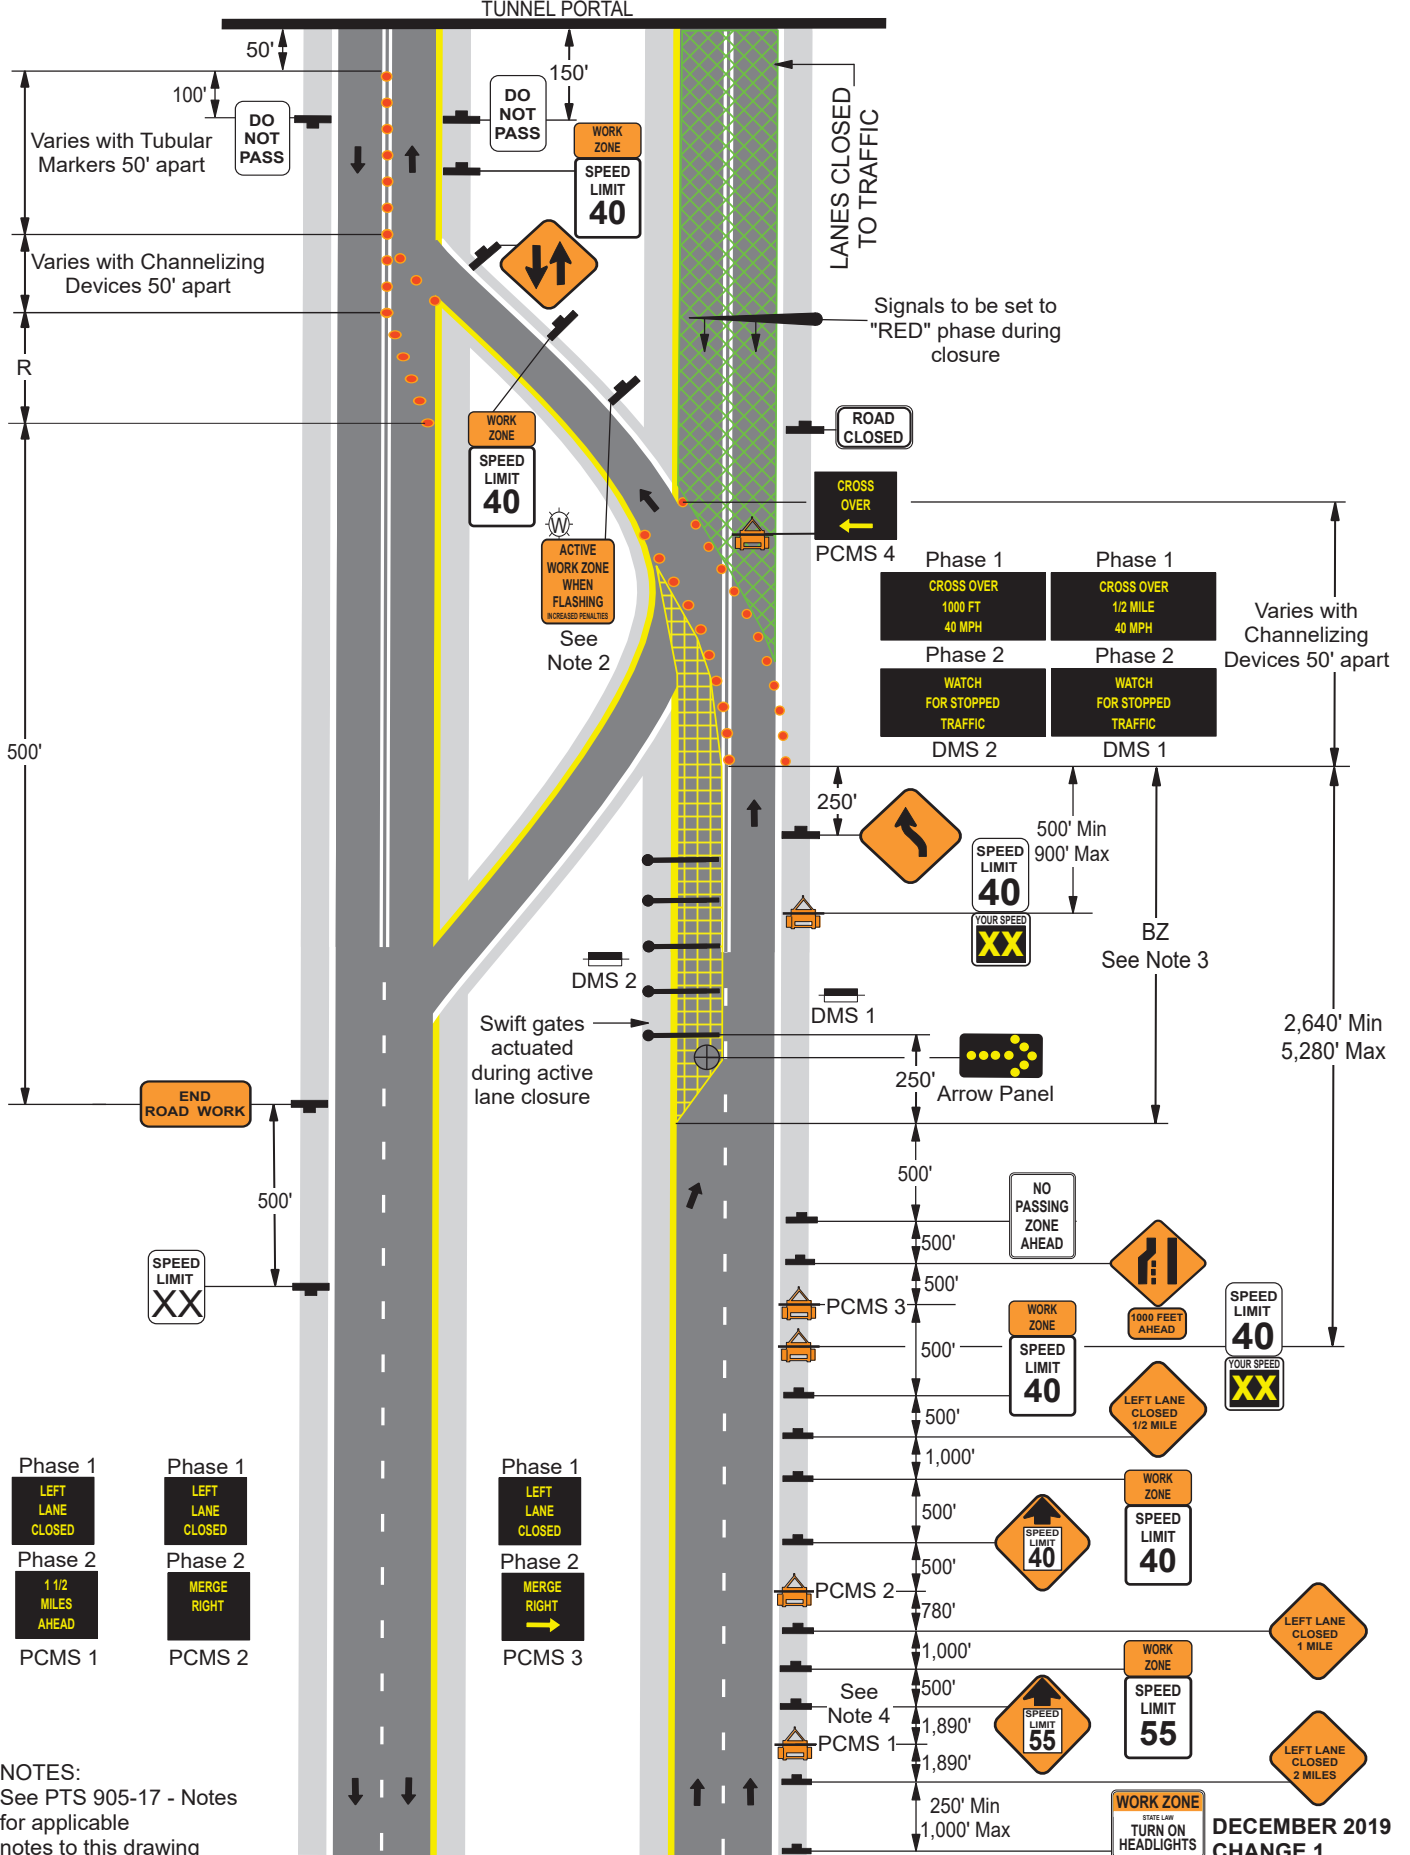 TUNNEL PORTAL
50'
100'
150'
DO
NOT
PASS
DO
NOT
PASS
WORK
ZONE
SPEED
LIMIT
40
Varies with Tubular
Markers 50' apart
LANES CLOSED
TO TRAFFIC
Varies with Channelizing
Devices 50' apart
Signals to be set to
"RED" phase during
closure
R
ROAD
CLOSED
WORK
ZONE
SPEED
LIMIT
40
CROSS
OVER
PCMS 4
W
ACTIVE
WORK ZONE
WHEN
FLASHING
INCREASED PENALTIES
See
Note 2
Phase 1
CROSS OVER
1000 FT
40 MPH
Phase 2
WATCH
FOR STOPPED
TRAFFIC
DMS 2
Phase 1
CROSS OVER
1/2 MILE
40 MPH
Phase 2
WATCH
FOR STOPPED
TRAFFIC
DMS 1
Varies with
Channelizing
Devices 50' apart
500'
250'
500' Min
900' Max
SPEED
LIMIT
40
YOUR SPEED
XX
BZ
See Note 3
DMS 2
DMS 1
Swift gates
actuated
during active
lane closure
250'
Arrow Panel
2,640' Min
5,280' Max
END
ROAD WORK
500'
SPEED
LIMIT
XX
500'
NO
PASSING
ZONE
AHEAD
500'
500'
1000 FEET
AHEAD
PCMS 3
WORK
ZONE
SPEED
LIMIT
40
SPEED
LIMIT
40
YOUR SPEED
XX
500'
LEFT LANE
CLOSED
1/2 MILE
500'
1,000'
WORK
ZONE
SPEED
LIMIT
40
500'
SPEED
LIMIT
40
500'
PCMS 2
780'
LEFT LANE
CLOSED
1 MILE
1,000'
WORK
ZONE
SPEED
LIMIT
55
500'
See
Note 4
SPEED
LIMIT
55
1,890'
PCMS 1
1,890'
LEFT LANE
CLOSED
2 MILES
250' Min
1,000' Max
WORK ZONE
STATE LAW
TURN ON
HEADLIGHTS
Phase 1
LEFT
LANE
CLOSED
Phase 2
1 1/2
MILES
AHEAD
PCMS 1
Phase 1
LEFT
LANE
CLOSED
Phase 2
MERGE
RIGHT
PCMS 2
Phase 1
LEFT
LANE
CLOSED
Phase 2
MERGE
RIGHT
PCMS 3
NOTES:
See PTS 905-17 - Notes
for applicable
notes to this drawing
DECEMBER 2019
CHANGE 1